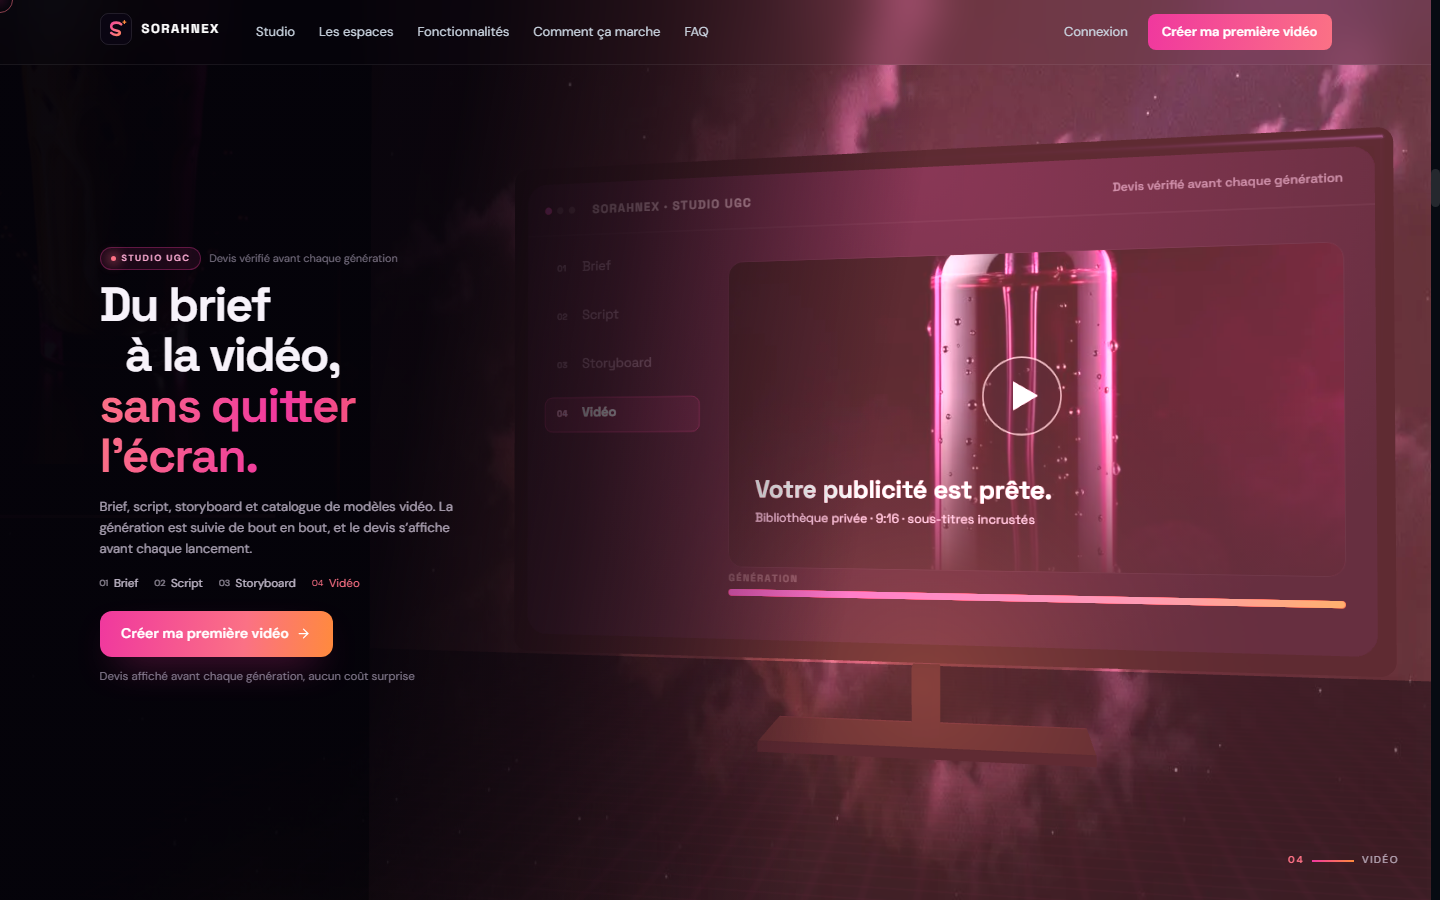 SORAHNEX
Studio
Les espaces
Fonctionnalités
Comment ça marche
FAQ
Connexion
Créer ma première vidéo
STUDIO UGC
Devis vérifié avant chaque génération
Du brief
à la vidéo,
sans quitter
l’écran.
Brief, script, storyboard et catalogue de modèles vidéo. La
génération est suivie de bout en bout, et le devis s’affiche
avant chaque lancement.
01 Brief
02 Script
03 Storyboard
04 Vidéo
Créer ma première vidéo →
Devis affiché avant chaque génération, aucun coût surprise
SORAHNEX · STUDIO UGC
Devis vérifié avant chaque génération
01 Brief
02 Script
03 Storyboard
04 Vidéo
Votre publicité est prête.
Bibliothèque privée · 9:16 · sous-titres incrustés
GÉNÉRATION
04
VIDÉO